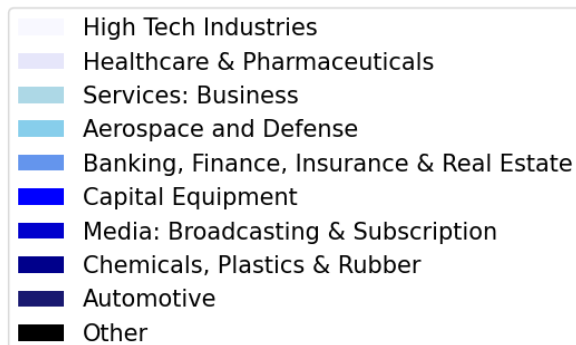 High Tech Industries
Healthcare & Pharmaceuticals
Services: Business
Aerospace and Defense
Banking, Finance, Insurance & Real Estate
Capital Equipment
Media: Broadcasting & Subscription
Chemicals, Plastics & Rubber
Automotive
Other